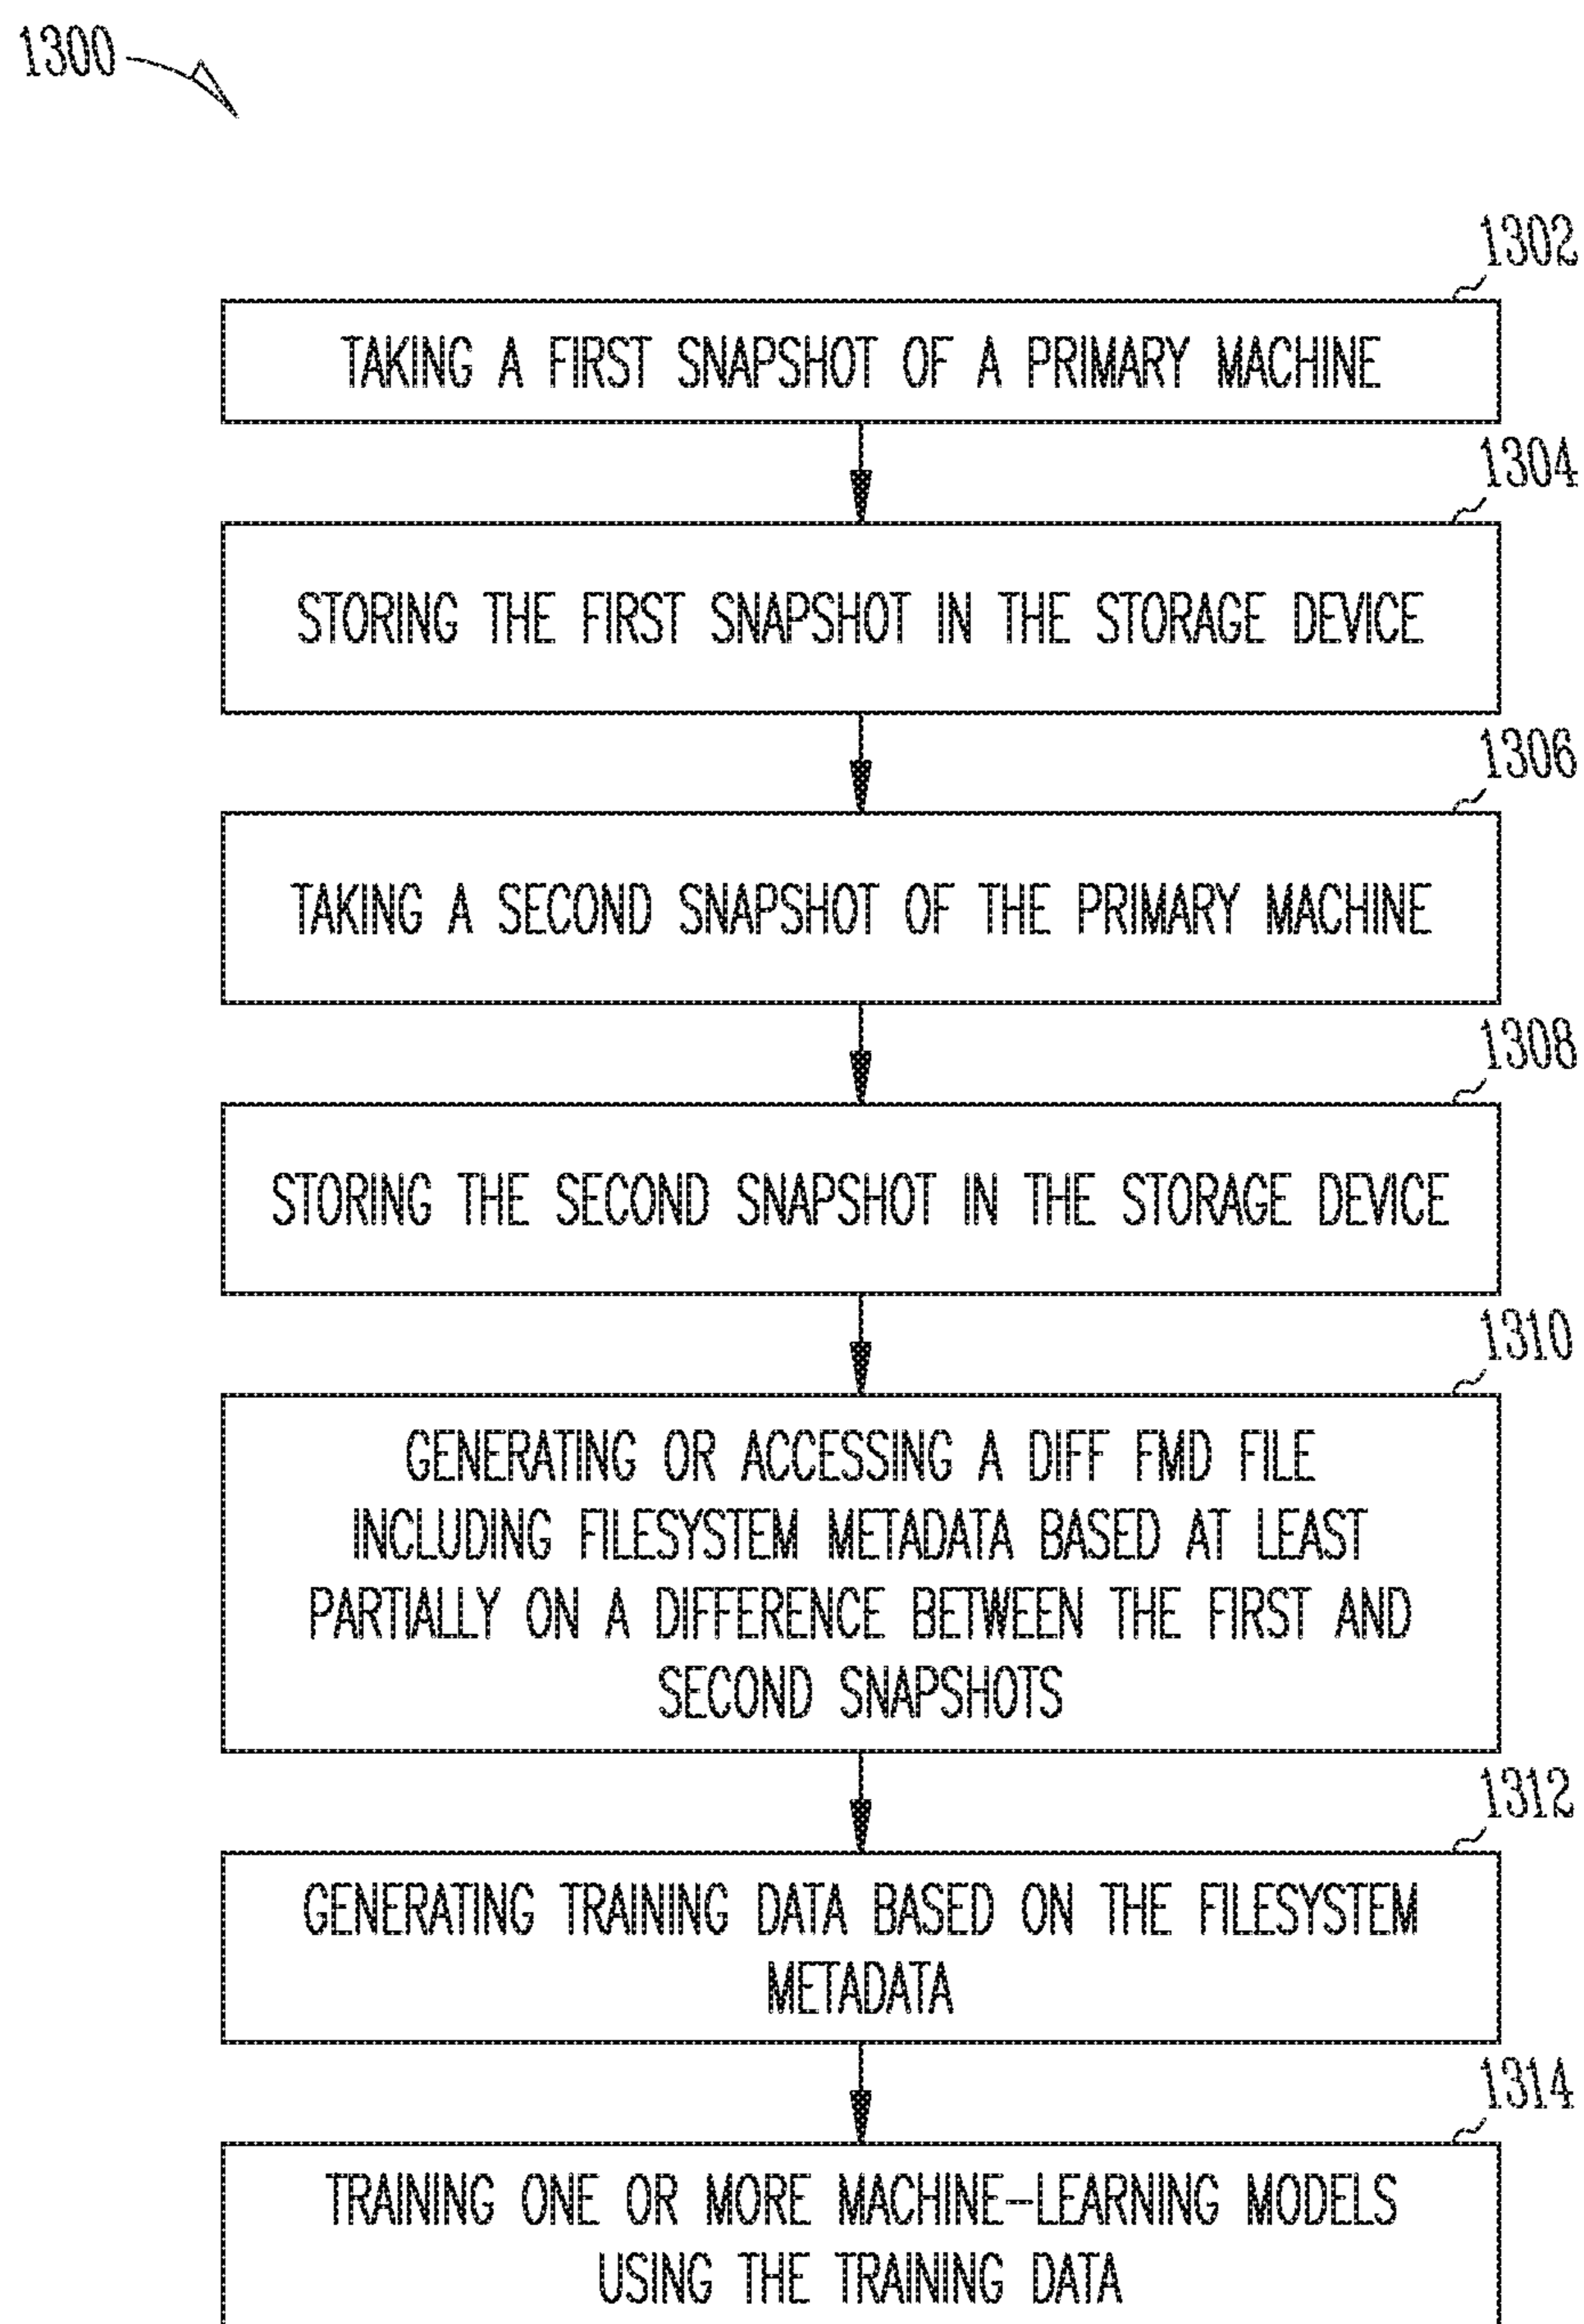 1300
1302
TAKING A FIRST SNAPSHOT OF A PRIMARY MACHINE
1304
STORING THE FIRST SNAPSHOT IN THE STORAGE DEVICE
1306
TAKING A SECOND SNAPSHOT OF THE PRIMARY MACHINE
1308
STORING THE SECOND SNAPSHOT IN THE STORAGE DEVICE
1310
GENERATING OR ACCESSING A DIFF FMD FILE
INCLUDING FILESYSTEM METADATA BASED AT LEAST
PARTIALLY ON A DIFFERENCE BETWEEN THE FIRST AND
SECOND SNAPSHOTS
1312
GENERATING TRAINING DATA BASED ON THE FILESYSTEM
METADATA
1314
TRAINING ONE OR MORE MACHINE-LEARNING MODELS
USING THE TRAINING DATA